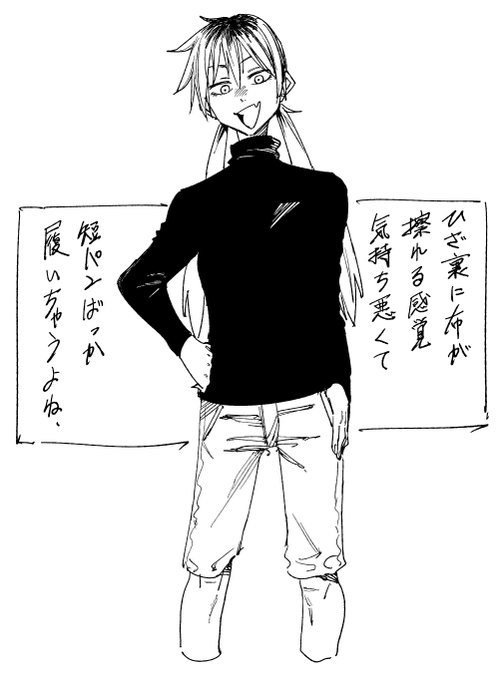 ひざ裏に布が
擦れる感覚
気持ち悪くて
短パンばっか
履いちゃうよね、